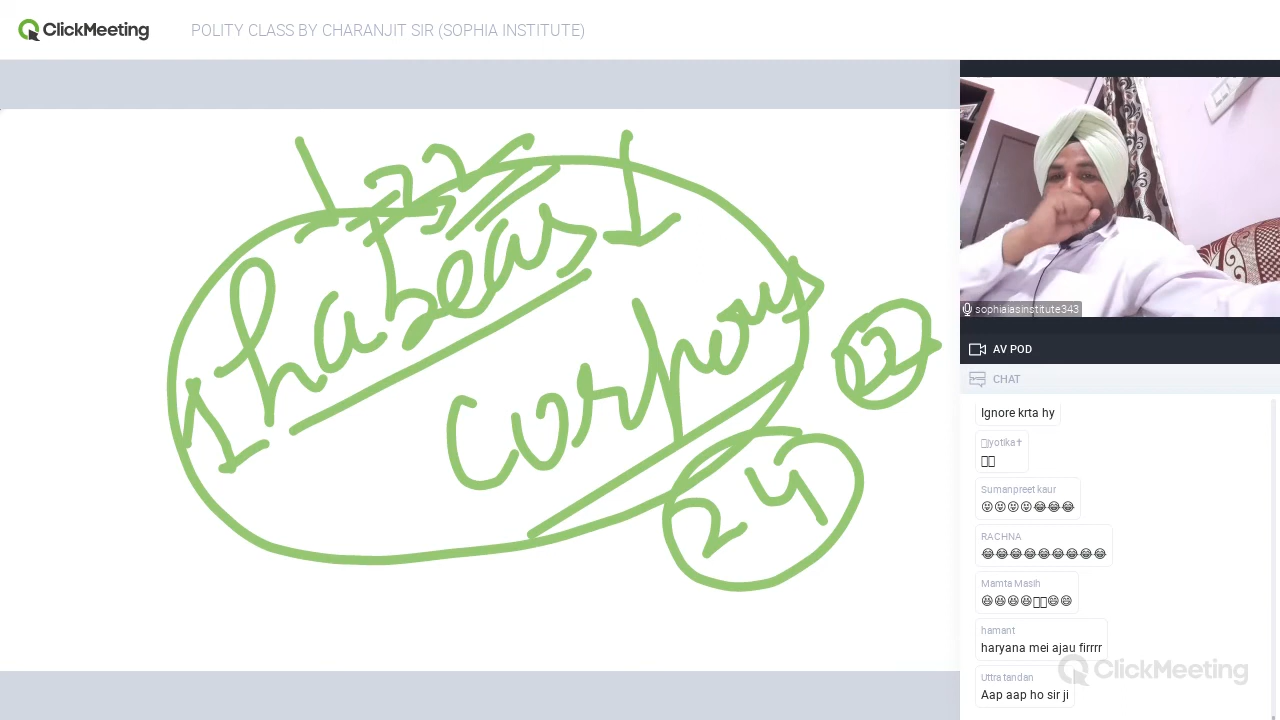 ClickMeeting
POLITY CLASS BY CHARANJIT SIR (SOPHIA INSTITUTE)
22
1 habeas
corpus
12
24
sophiaiasinstitute343
AV POD
CHAT
Ignore krta hy
jyotika✝
Sumanpreet kaur
😜😜😜😜😂😂😂
RACHNA
😂😂😂😂😂😂😂😂😂
Mamta Masih
😆😆😆😆😄😄
hamant
haryana mei ajau firrrr
Uttra tandan
Aap aap ho sir ji
ClickMeeting